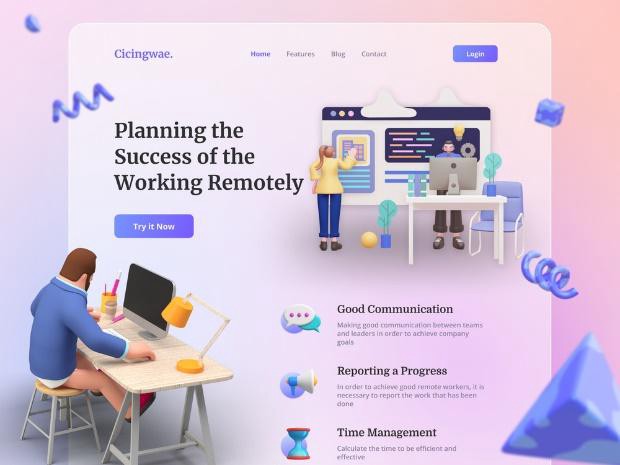 Cicingwae.
Home Features Blog Contact Login
Planning the
Success of the
Working Remotely
Try it Now
Good Communication
Making good communication between teams
and leaders in order to achieve company
goals
Reporting a Progress
In order to achieve good remote workers, it is
necessary to report the work that has been
done
Time Management
Calculate the time to be efficient and
effective